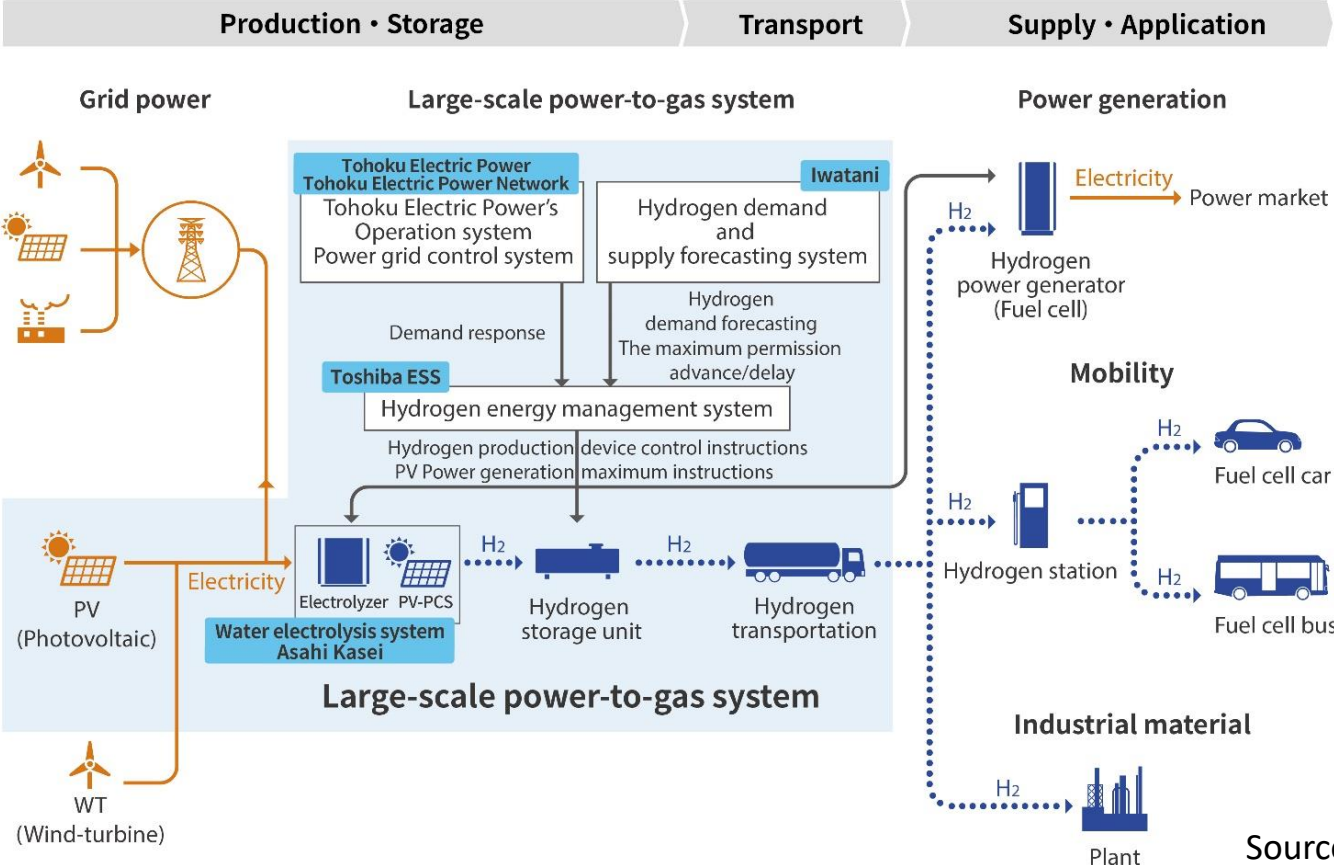 Production・Storage
Transport
Supply・Application
Grid power
Large-scale power-to-gas system
Power generation
Tohoku Electric Power
Tohoku Electric Power Network
Tohoku Electric Power's
Operation system
Power grid control system
Iwatani
Hydrogen demand
and
supply forecasting system
H2
Electricity
Power market
Hydrogen
power generator
(Fuel cell)
Demand response
Hydrogen
demand forecasting
The maximum permission
advance/delay
Toshiba ESS
Hydrogen energy management system
Hydrogen production device control instructions
PV Power generation maximum instructions
Mobility
H2
Fuel cell car
H2
Hydrogen station
H2
Fuel cell bus
PV
(Photovoltaic)
Electricity
Electrolyzer
PV-PCS
Water electrolysis system
Asahi Kasei
H2
Hydrogen
storage unit
H2
Hydrogen
transportation
Large-scale power-to-gas system
Industrial material
H2
Plant
WT
(Wind-turbine)
Source